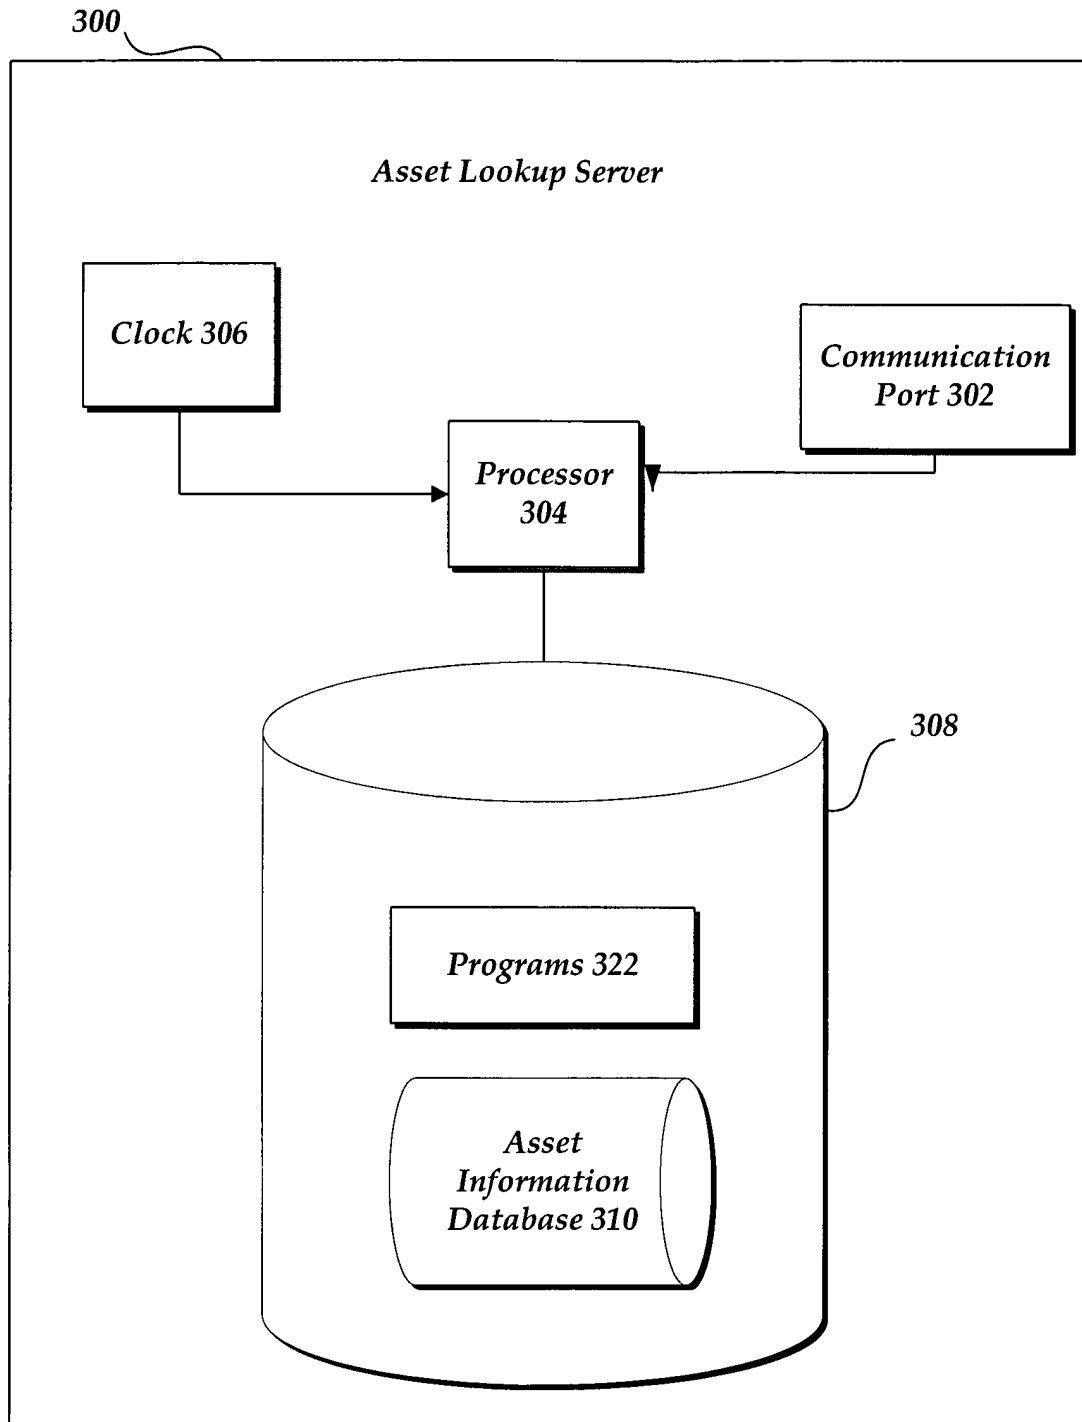 300
Asset Lookup Server
Clock 306
Communication
Port 302
Processor
304
308
Programs 322
Asset
Information
Database 310